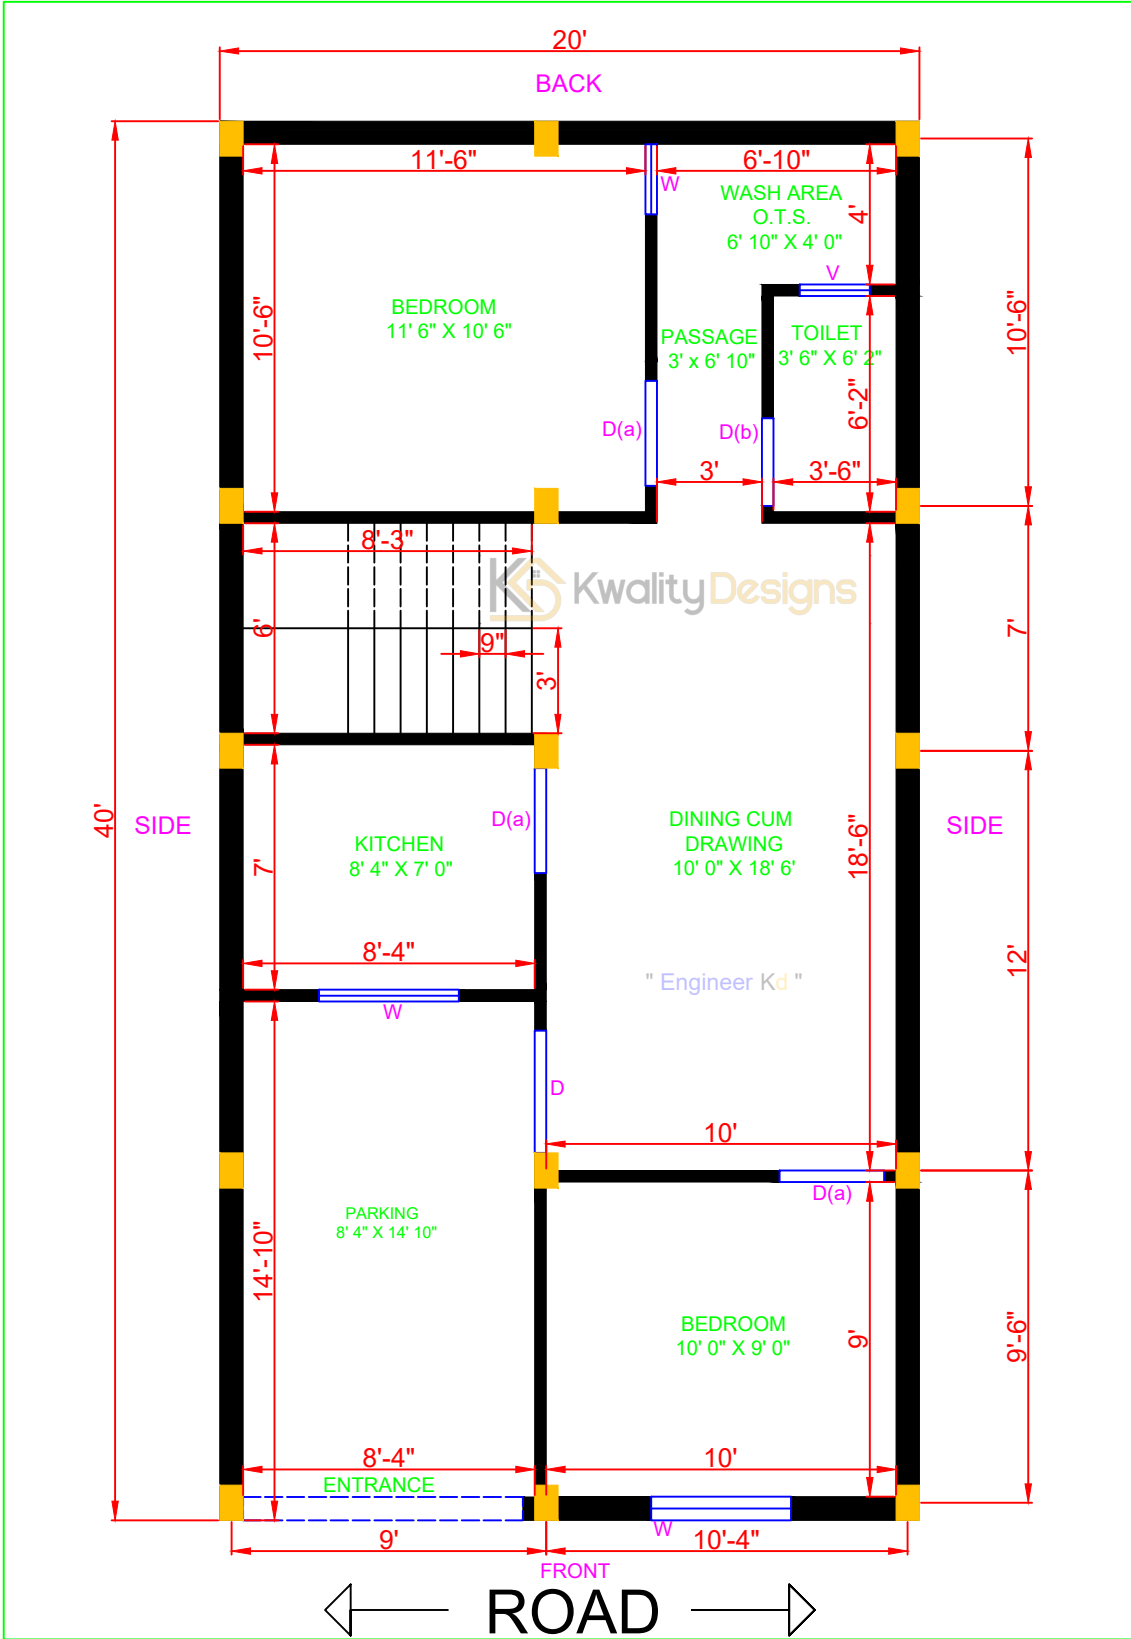 20'
BACK
11'-6"
6'-10"
W
WASH AREA
O.T.S.
6' 10" X 4' 0"
4'
V
BEDROOM
11' 6" X 10' 6"
10'-6"
10'-6"
PASSAGE
3' x 6' 10"
TOILET
3' 6" X 6' 2"
6'-2"
D(a)
D(b)
3'
3'-6"
8'-3"
Kwality Designs
6'
9"
3'
7'
40'
SIDE
D(a)
KITCHEN
8' 4" X 7' 0"
7'
DINING CUM
DRAWING
10' 0" X 18' 6'
18'-6"
SIDE
8'-4"
12'
" Engineer Kd "
W
D
10'
D(a)
PARKING
8' 4" X 14' 10"
14'-10"
BEDROOM
10' 0" X 9' 0"
9'
9'-6"
8'-4"
10'
ENTRANCE
W
9'
10'-4"
FRONT
ROAD